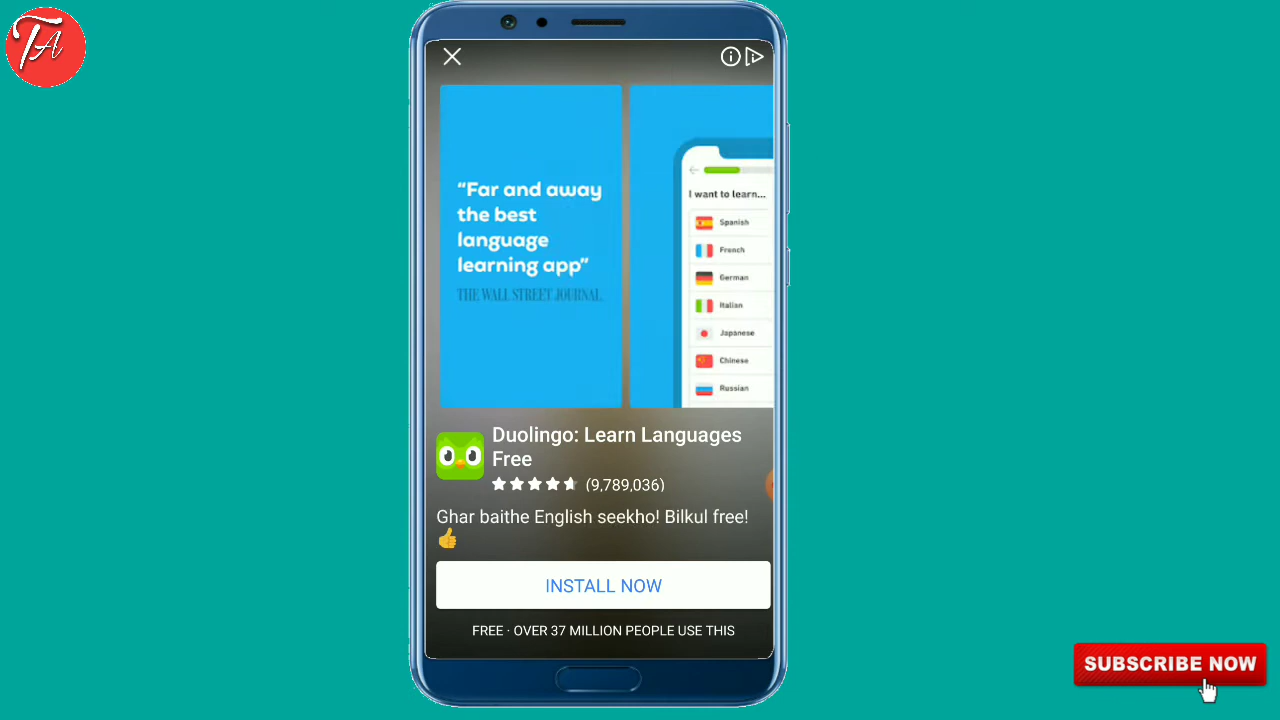 TA
“Far and away
the best
language
learning app”
THE WALL STREET JOURNAL
I want to learn...
Spanish
French
German
Italian
Japanese
Chinese
Russian
Duolingo: Learn Languages
Free
(9,789,036)
Ghar baithe English seekho! Bilkul free!
👍
INSTALL NOW
FREE · OVER 37 MILLION PEOPLE USE THIS
SUBSCRIBE NOW